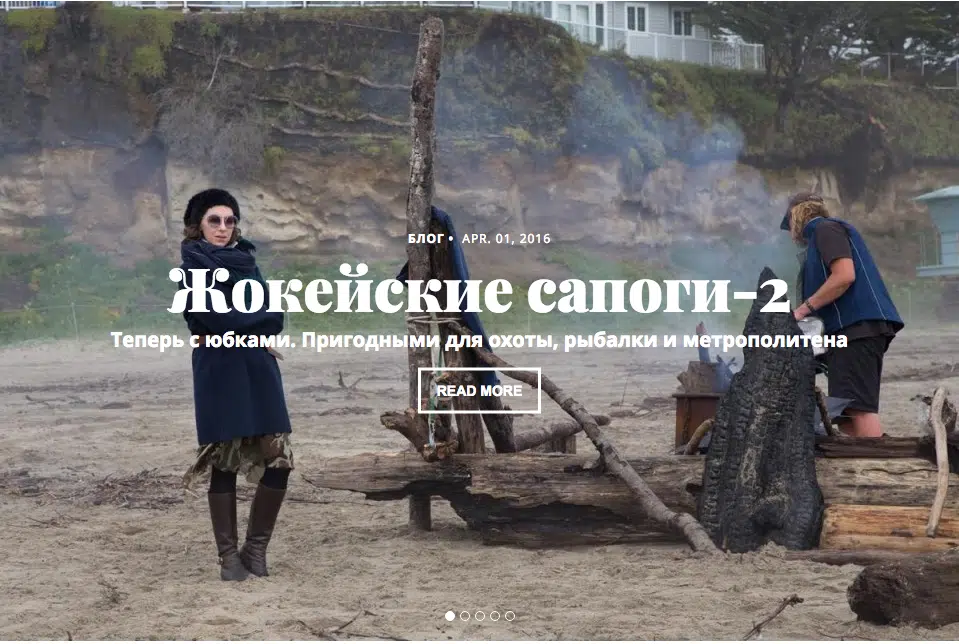 БЛОГ • APR. 01, 2016
Жокейские сапоги-2
Теперь с юбками. Пригодными для охоты, рыбалки и метрополитена
READ MORE